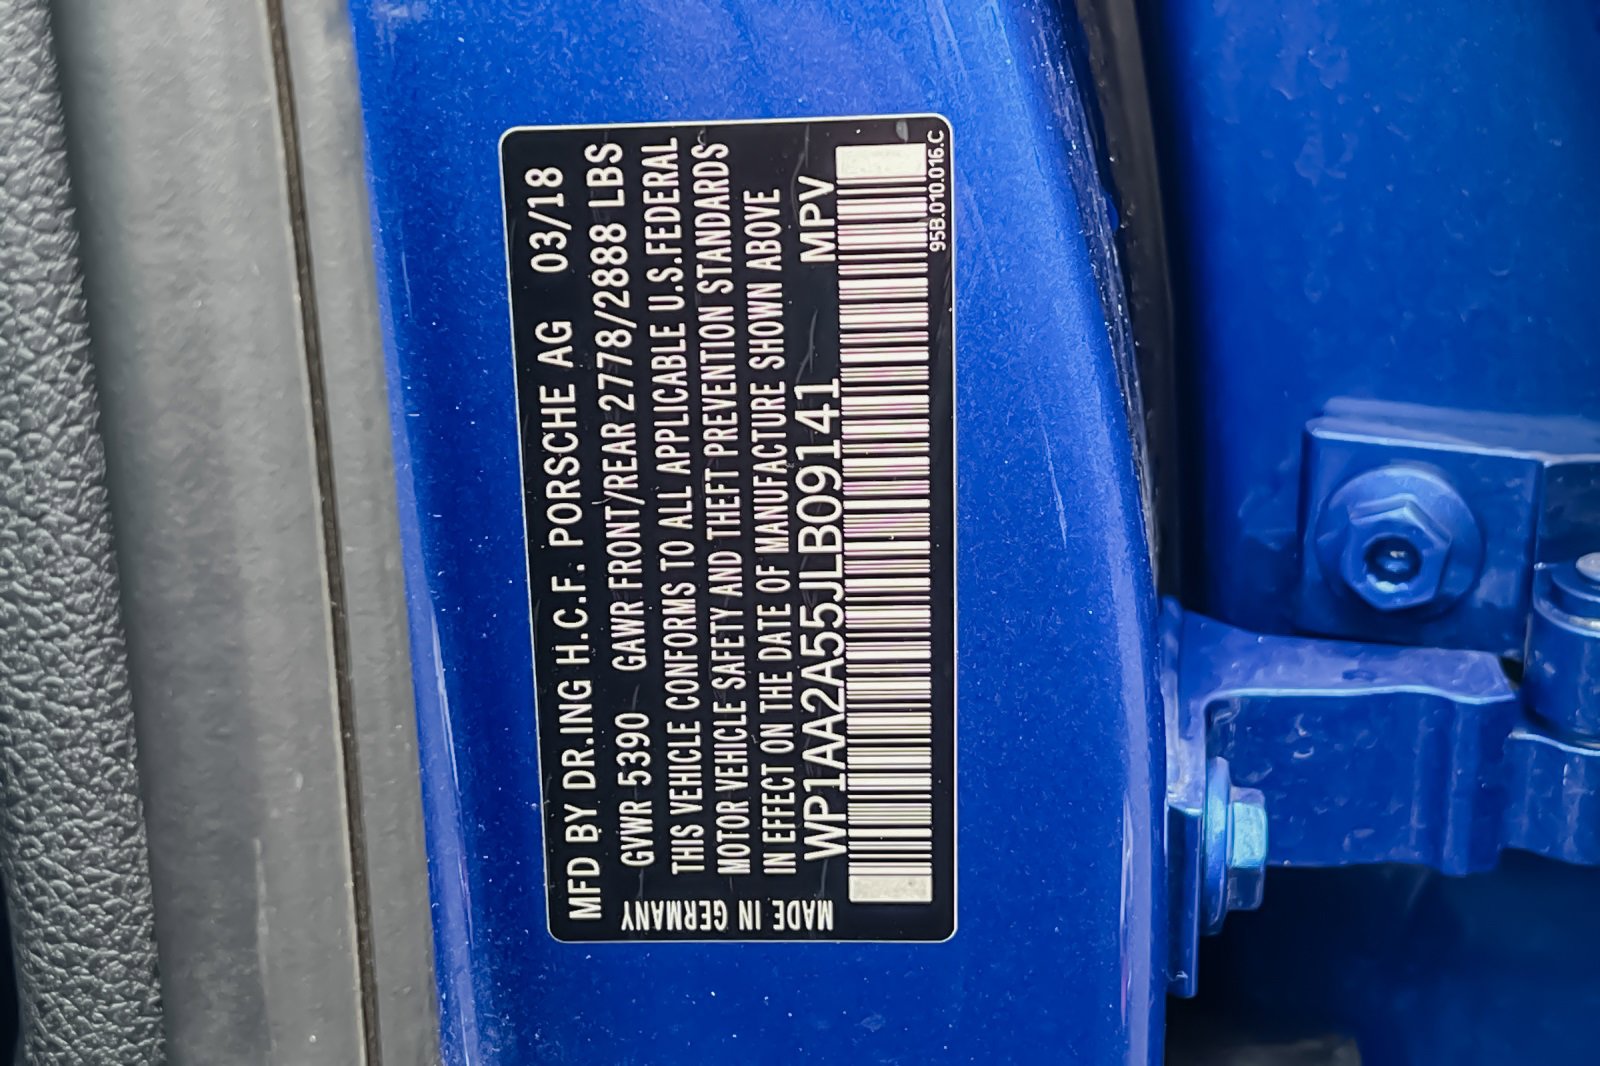 MFD BY DR.ING H.C.F. PORSCHE AG 03/18
GVWR 5390 GAWR FRONT/REAR 2778/2888 LBS
THIS VEHICLE CONFORMS TO ALL APPLICABLE U.S.FEDERAL
MOTOR VEHICLE SAFETY AND THEFT PREVENTION STANDARDS
IN EFFECT ON THE DATE OF MANUFACTURE SHOWN ABOVE
WP1AA2A55JLB09141 MPV
MADE IN GERMANY
95B.010.016.C